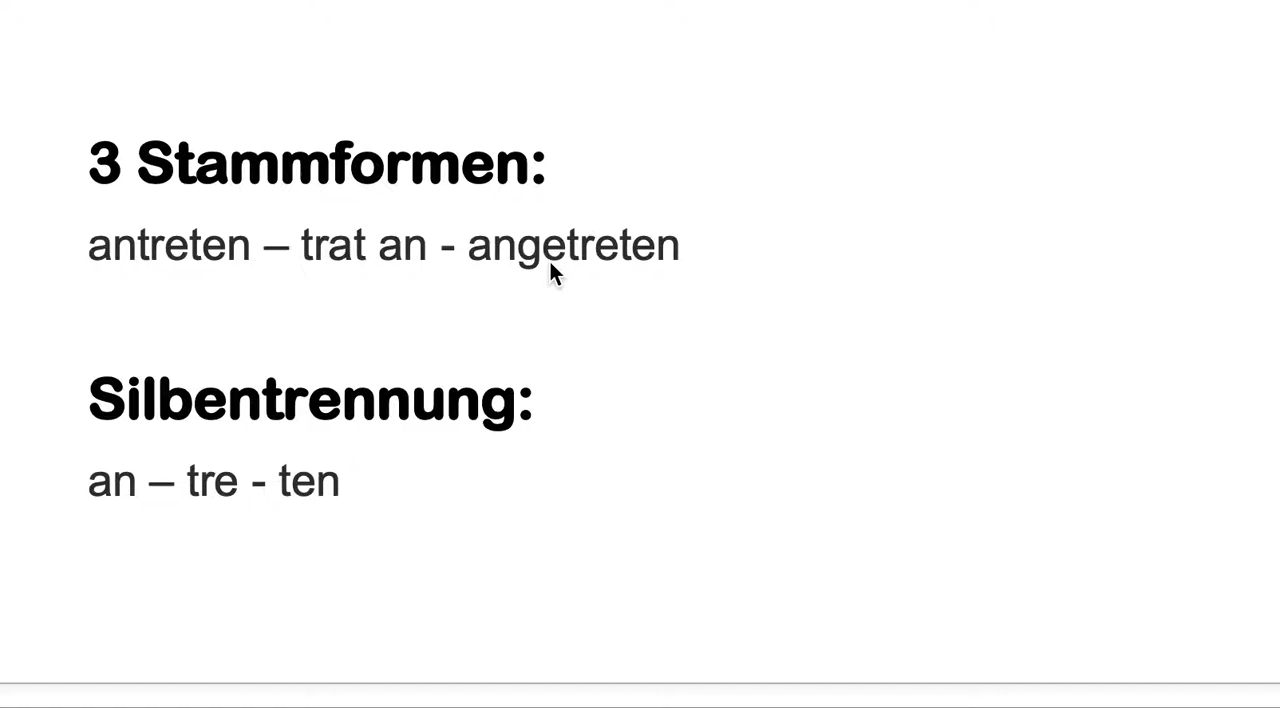 3 Stammformen:
antreten – trat an - angetreten
Silbentrennung:
an – tre - ten